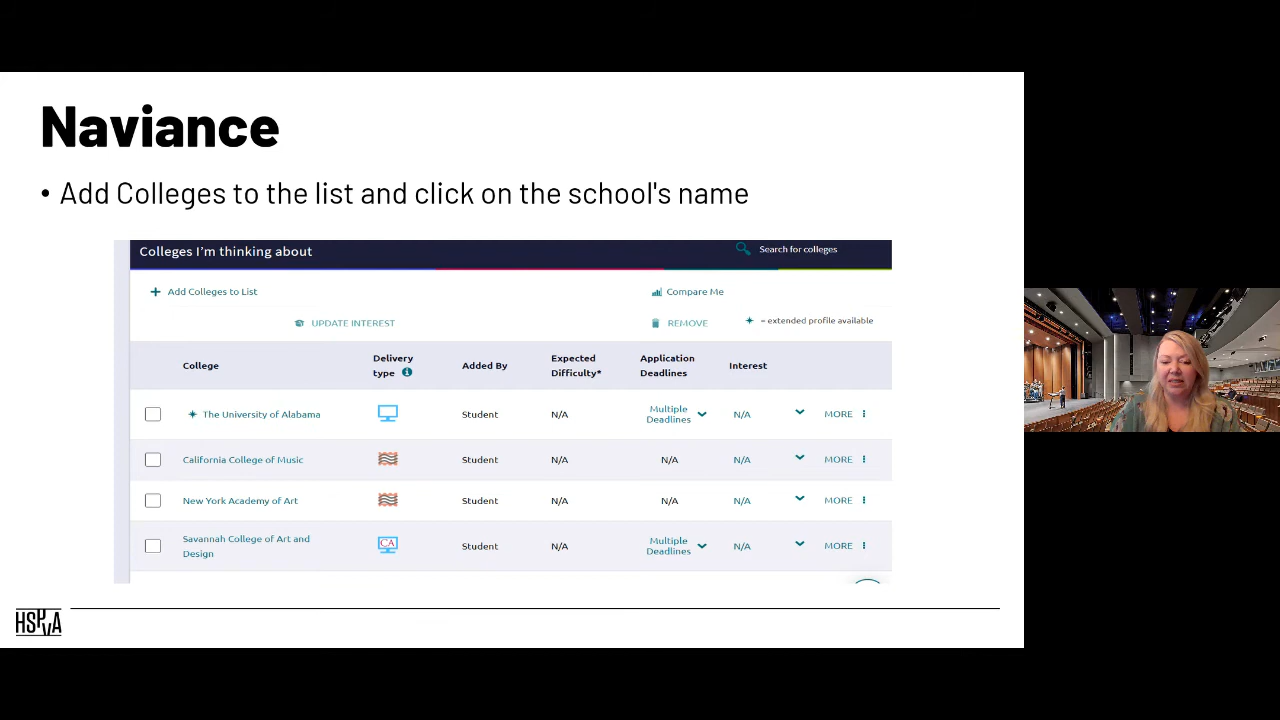 Naviance
• Add Colleges to the list and click on the school's name
Colleges I'm thinking about
Search for colleges
+ Add Colleges to List
Compare Me
UPDATE INTEREST
REMOVE
= extended profile available
College
Delivery type
Added By
Expected Difficulty*
Application Deadlines
Interest
The University of Alabama
Student
N/A
Multiple Deadlines
N/A
MORE
California College of Music
Student
N/A
N/A
N/A
MORE
New York Academy of Art
Student
N/A
N/A
N/A
MORE
Savannah College of Art and Design
CA
Student
N/A
Multiple Deadlines
N/A
MORE
HSPVA